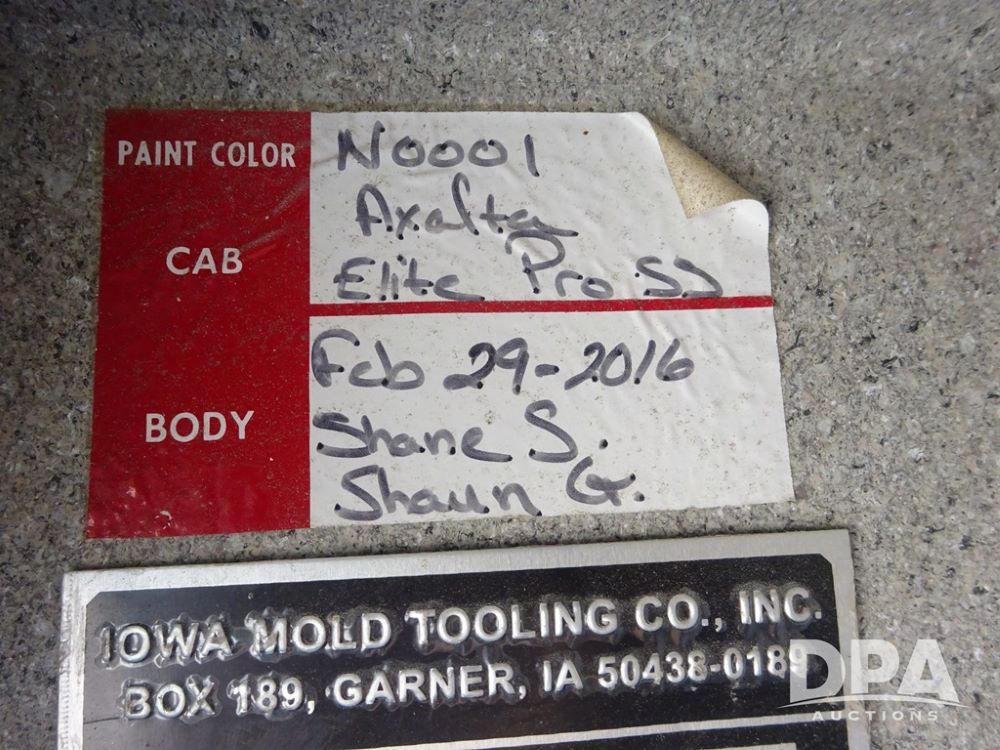 PAINT COLOR N0001
Axalta
CAB
Elite Pro SS
Feb 29-2016
BODY Shane S.
Shaun G.
IOWA MOLD TOOLING CO., INC.
BOX 189, GARNER, IA 50438-0189
DPA
AUCTIONS